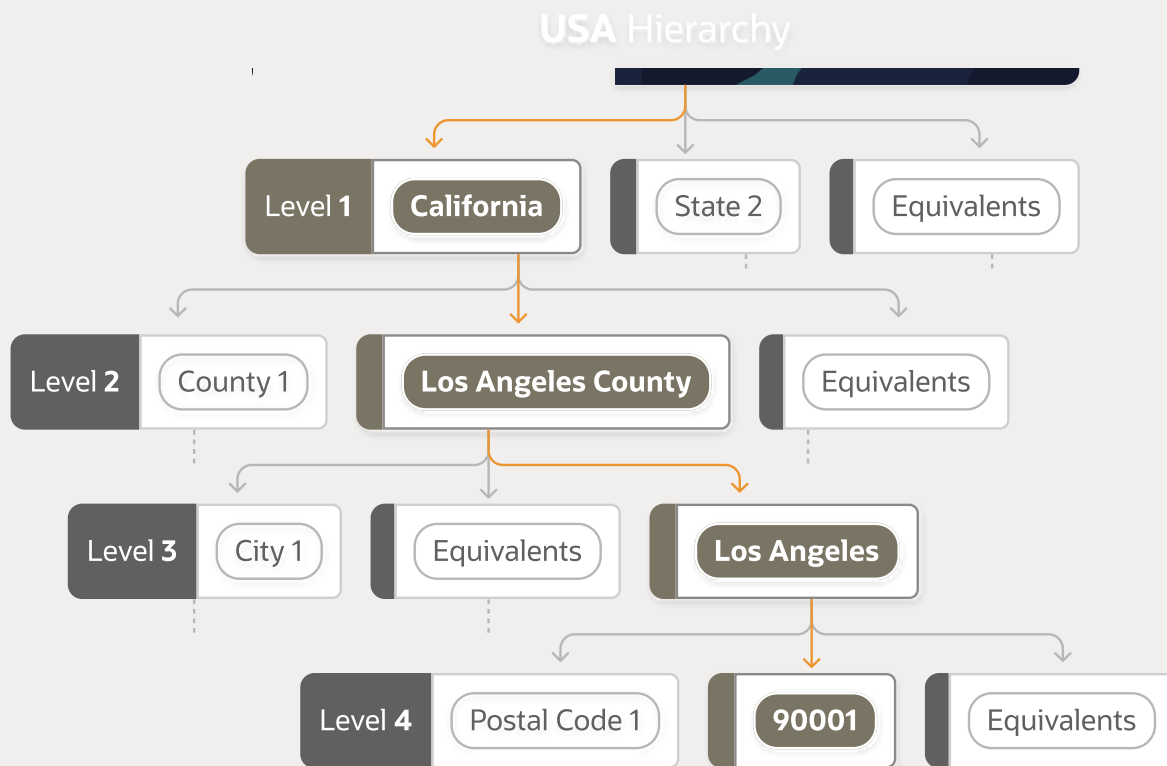 USA Hierarchy
Level 1
California
State 2
Equivalents
Level 2
County 1
Los Angeles County
Equivalents
Level 3
City 1
Equivalents
Los Angeles
Level 4
Postal Code 1
90001
Equivalents